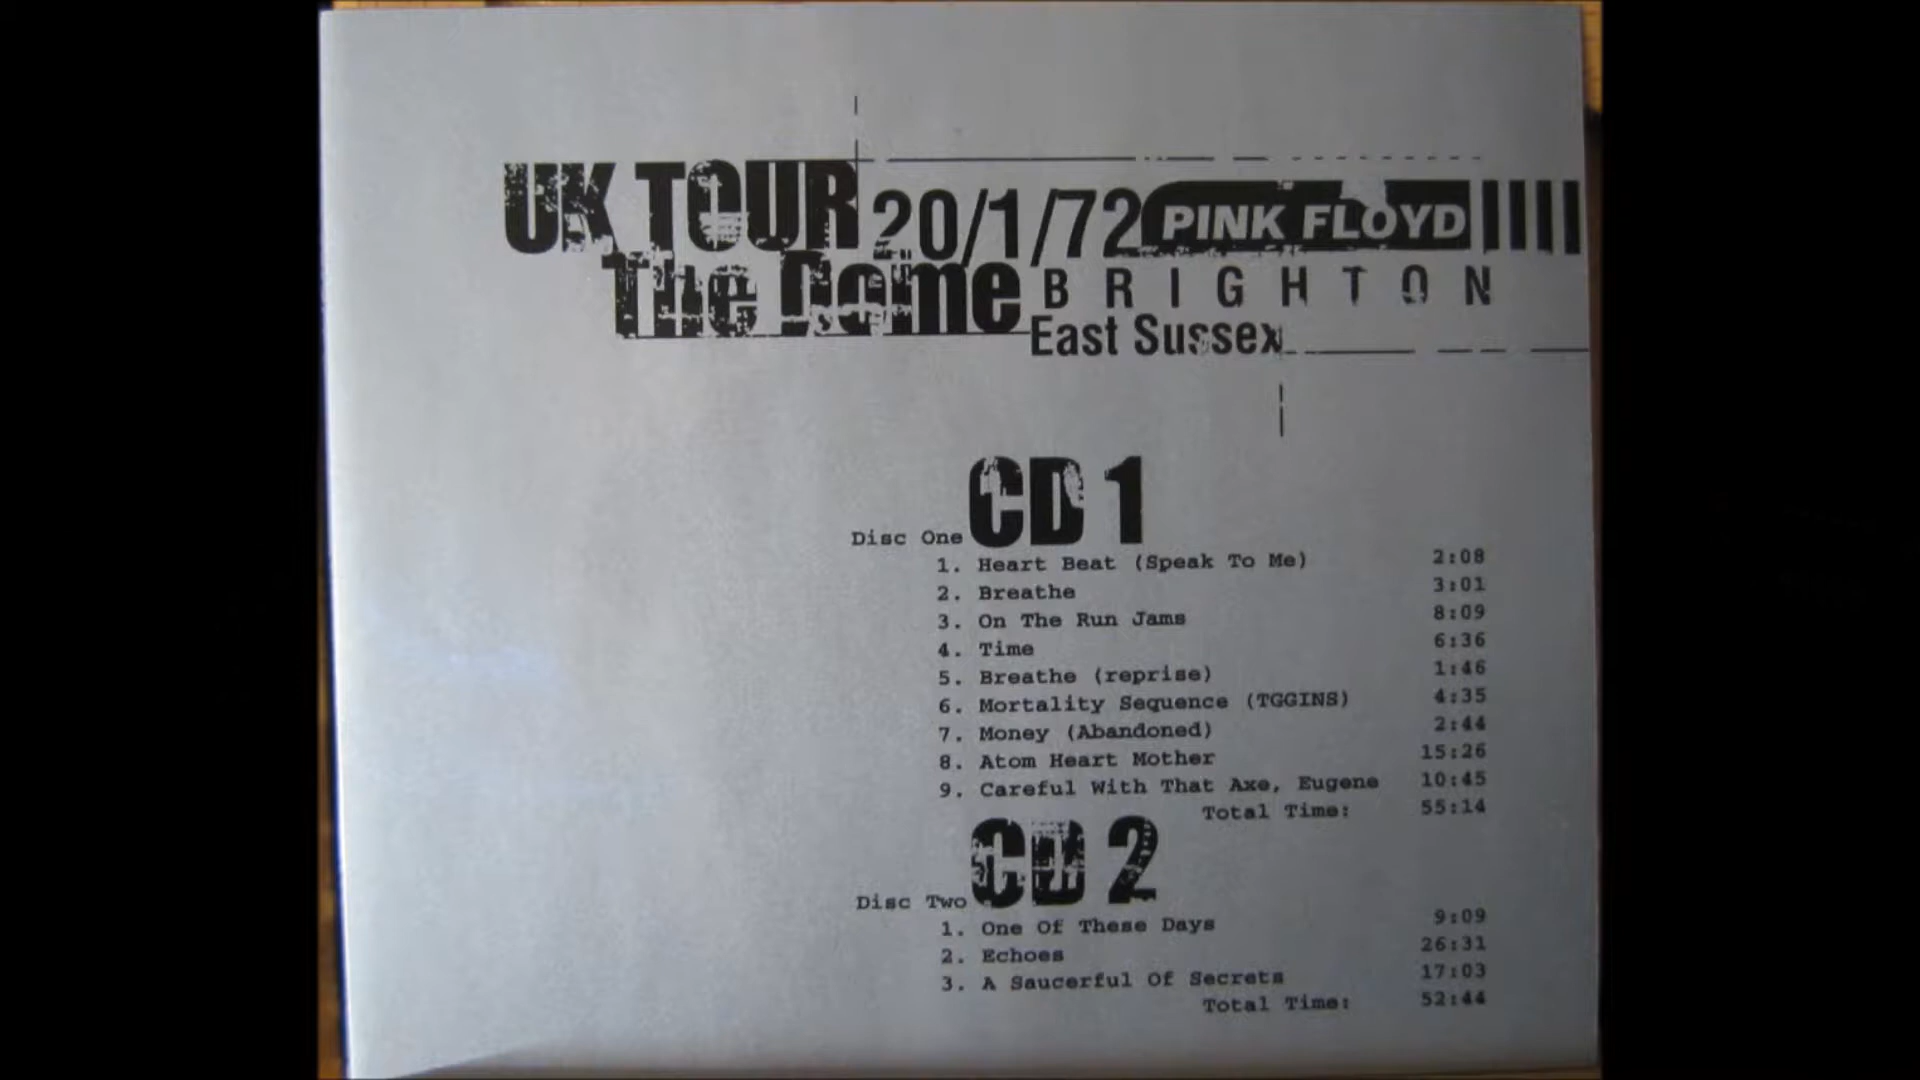 UK TOUR 20/1/72 PINK FLOYD
The Dome BRIGHTON
East Sussex
Disc One CD 1
1. Heart Beat (Speak To Me) 2:08
2. Breathe 3:01
3. On The Run Jams 8:09
4. Time 6:36
5. Breathe (reprise) 1:46
6. Mortality Sequence (TGGINS) 4:35
7. Money (Abandoned) 2:44
8. Atom Heart Mother 15:26
9. Careful With That Axe, Eugene 10:45
Total Time: 55:14
Disc Two CD 2
1. One Of These Days 9:09
2. Echoes 26:31
3. A Saucerful Of Secrets 17:03
Total Time: 52:44